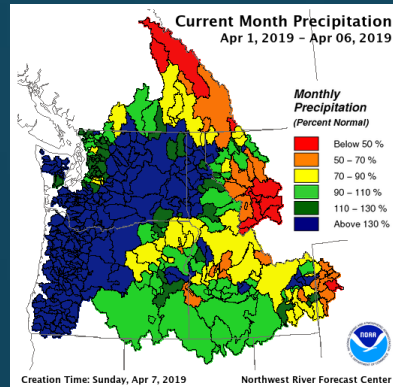 Current Month Precipitation
Apr 1, 2019 – Apr 06, 2019
Monthly
Precipitation
(Percent Normal)
Below 50 %
50 – 70 %
70 – 90 %
90 – 110 %
110 – 130 %
Above 130 %
NOAA
Creation Time: Sunday, Apr 7, 2019
Northwest River Forecast Center